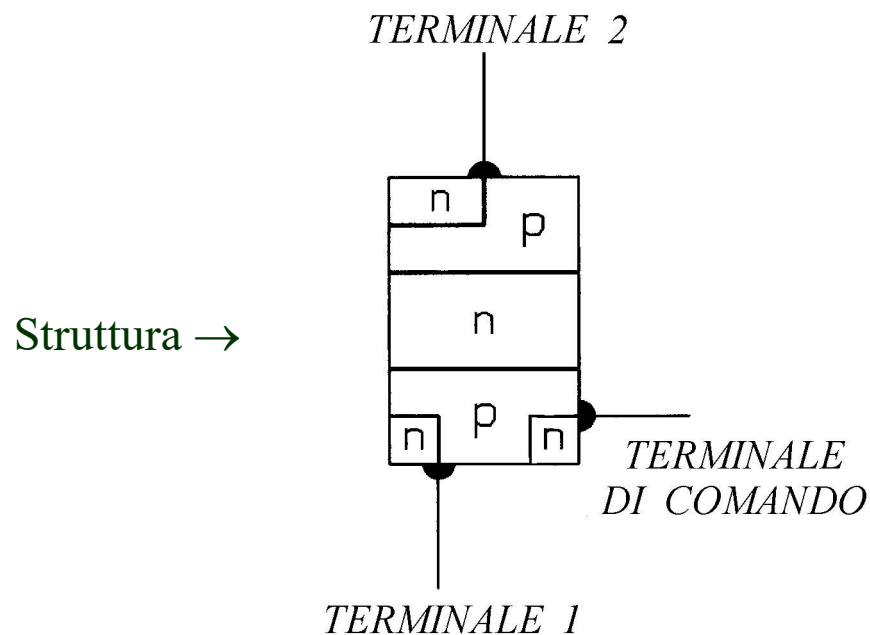 TERMINALE 2
n
p
Struttura →
n
p
n
n
TERMINALE
DI COMANDO
TERMINALE 1